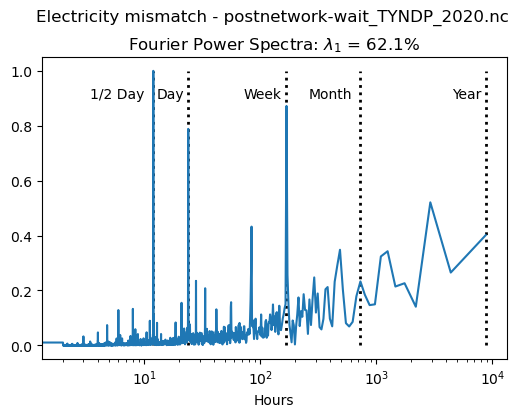 Electricity mismatch - postnetwork-wait_TYNDP_2020.nc
Fourier Power Spectra: λ₁ = 62.1%
1.0
1/2 Day Day Week Month Year
0.8
0.6
0.4
0.2
0.0
10¹ 10² 10³ 10⁴
Hours